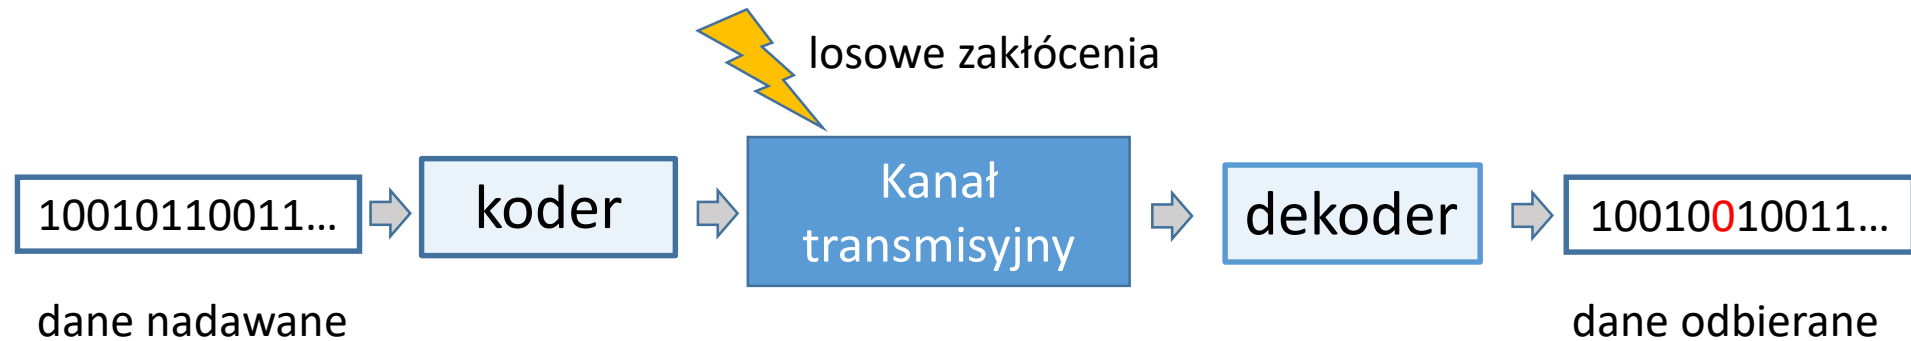 losowe zakłócenia
10010110011...
koder
Kanał
transmisyjny
dekoder
10010010011...
dane nadawane
dane odbierane